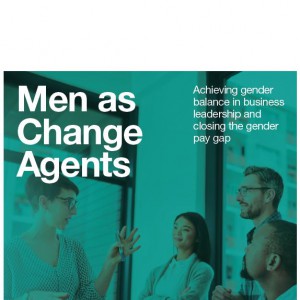 Men as
Change
Agents
Achieving gender
balance in business
leadership and
closing the gender
pay gap